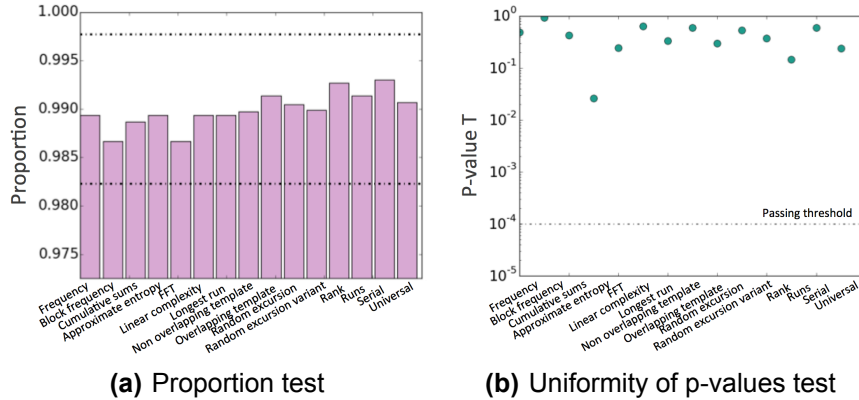 1.000
0.995
0.990
0.985
0.980
0.975
Proportion
Frequency
Block frequency
Cumulative sums
Approximate entropy
FFT
Linear complexity
Longest run
Non overlapping template
Overlapping template
Random excursion
Random excursion variant
Rank
Runs
Serial
Universal
(a) Proportion test
P⁰
10⁻¹
10⁻²
10⁻³
10⁻⁴
10⁻⁵
P-value T
Passing threshold
Frequency
Block frequency
Cumulative sums
Approximate entropy
FFT
Linear complexity
Longest run
Non overlapping template
Overlapping template
Random excursion
Random excursion variant
Rank
Runs
Serial
Universal
(b) Uniformity of p-values test